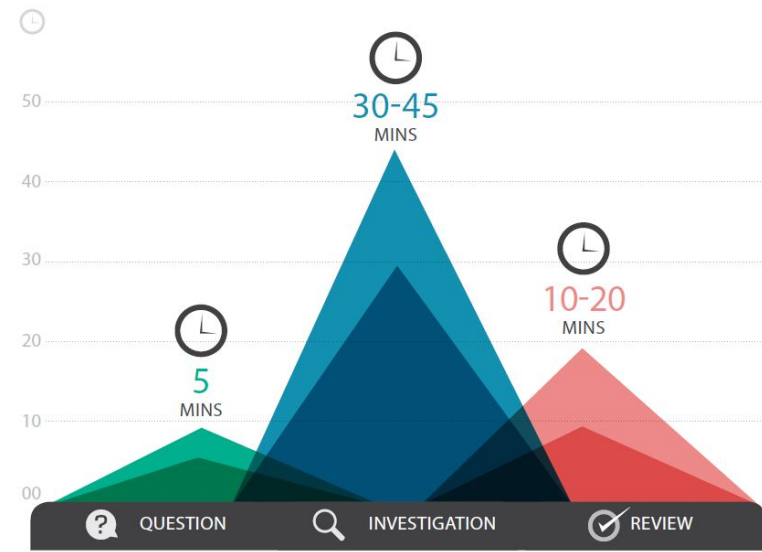 50
40
30
20
10
00
5
MINS
30-45
MINS
10-20
MINS
? QUESTION
INVESTIGATION
REVIEW